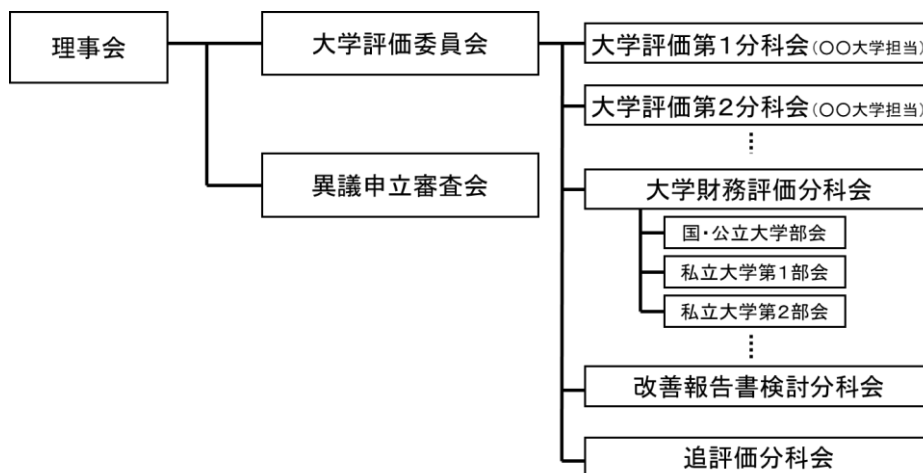 理事会
大学評価委員会
異議申立審査会
大学評価第１分科会(〇〇大学担当)
大学評価第２分科会(〇〇大学担当)
大学財務評価分科会
国・公立大学部会
私立大学第１部会
私立大学第２部会
改善報告書検討分科会
追評価分科会